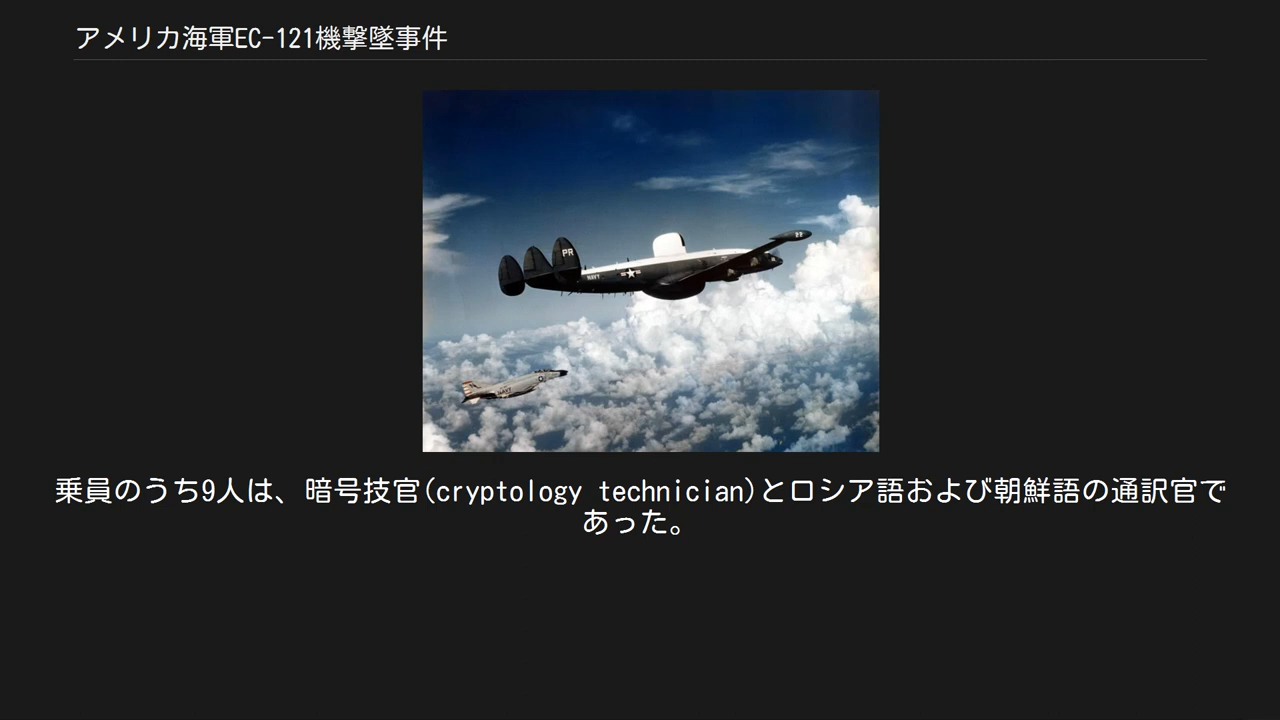 アメリカ海軍EC-121機撃墜事件
PR
NAVY
乗員のうち9人は、暗号技官(cryptology technician)とロシア語および朝鮮語の通訳官で
あった。